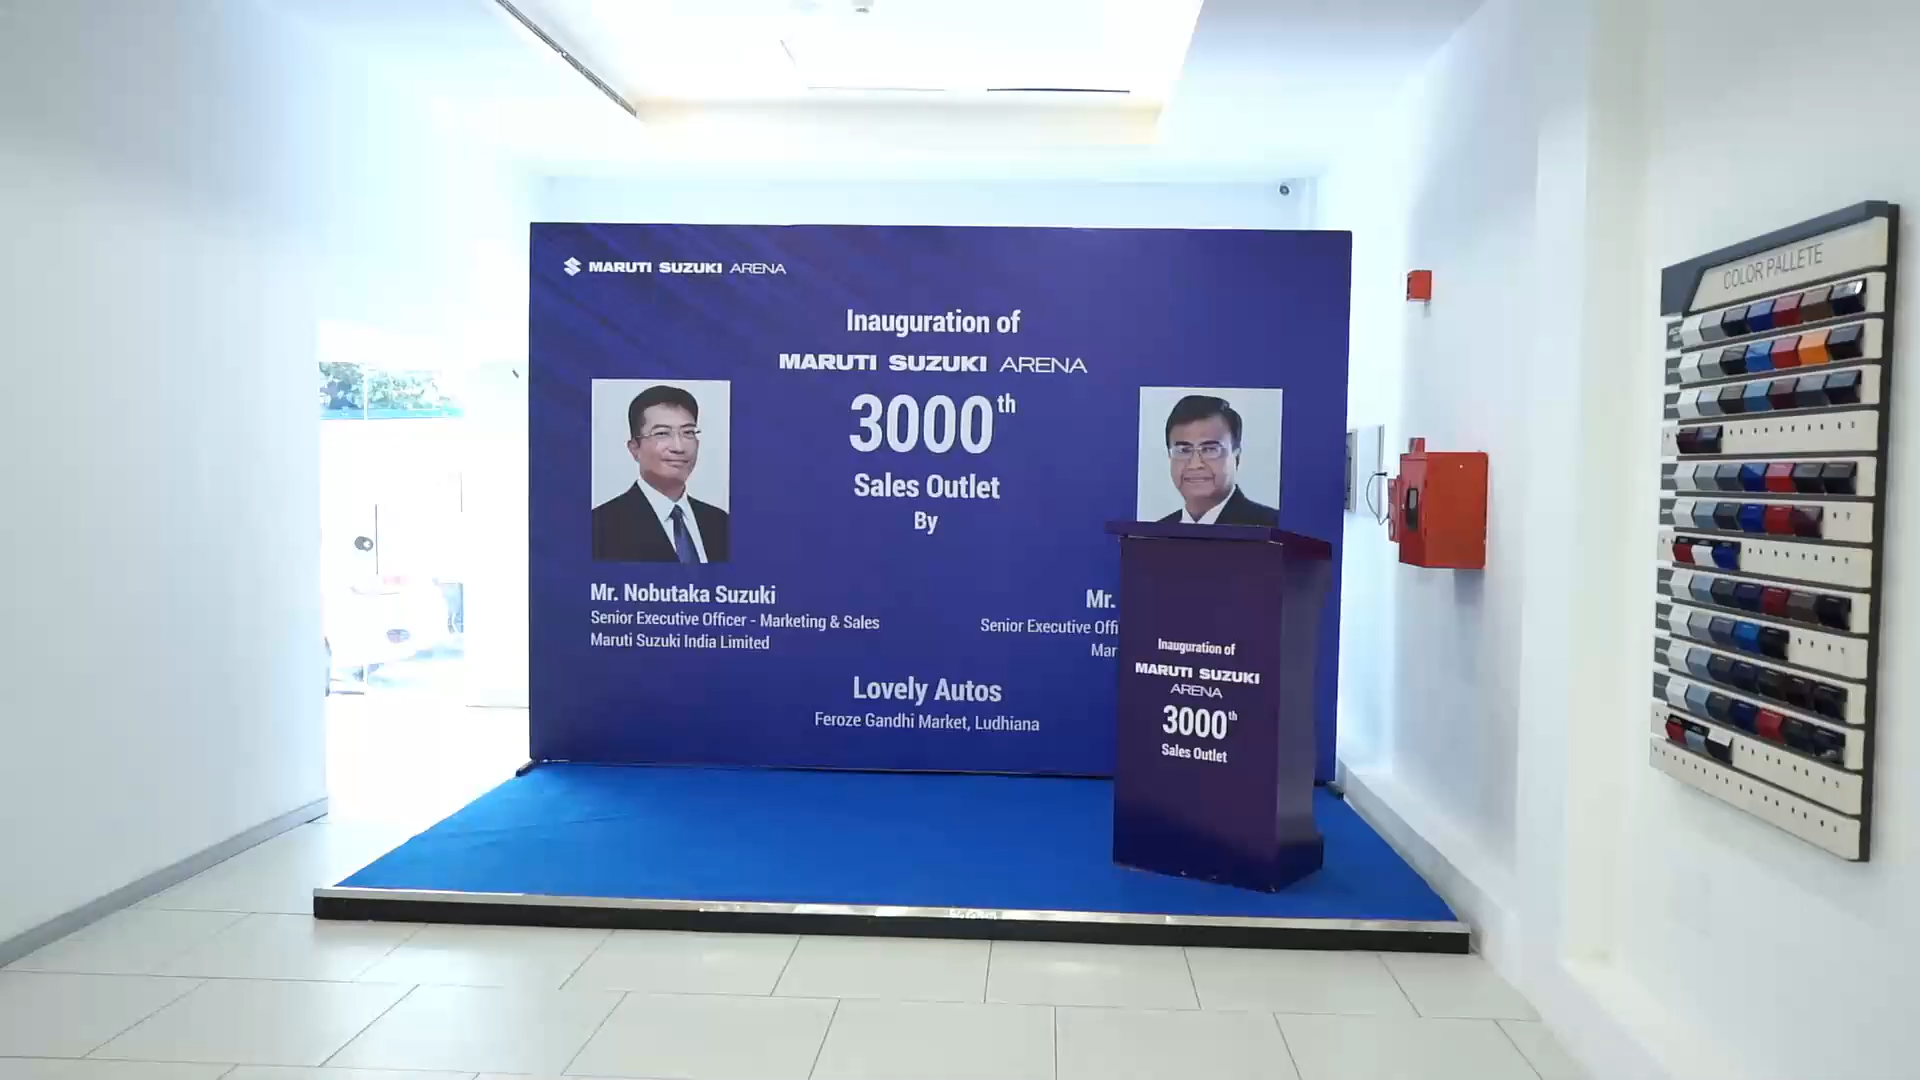 MARUTI SUZUKI ARENA
Inauguration of
MARUTI SUZUKI ARENA
3000th
Sales Outlet
By
Mr. Nobutaka Suzuki
Senior Executive Officer - Marketing & Sales
Maruti Suzuki India Limited
Mr.
Senior Executive Offi
Mar
Lovely Autos
Feroze Gandhi Market, Ludhiana
Inauguration of
MARUTI SUZUKI
ARENA
3000th
Sales Outlet
COLOR PALLETE